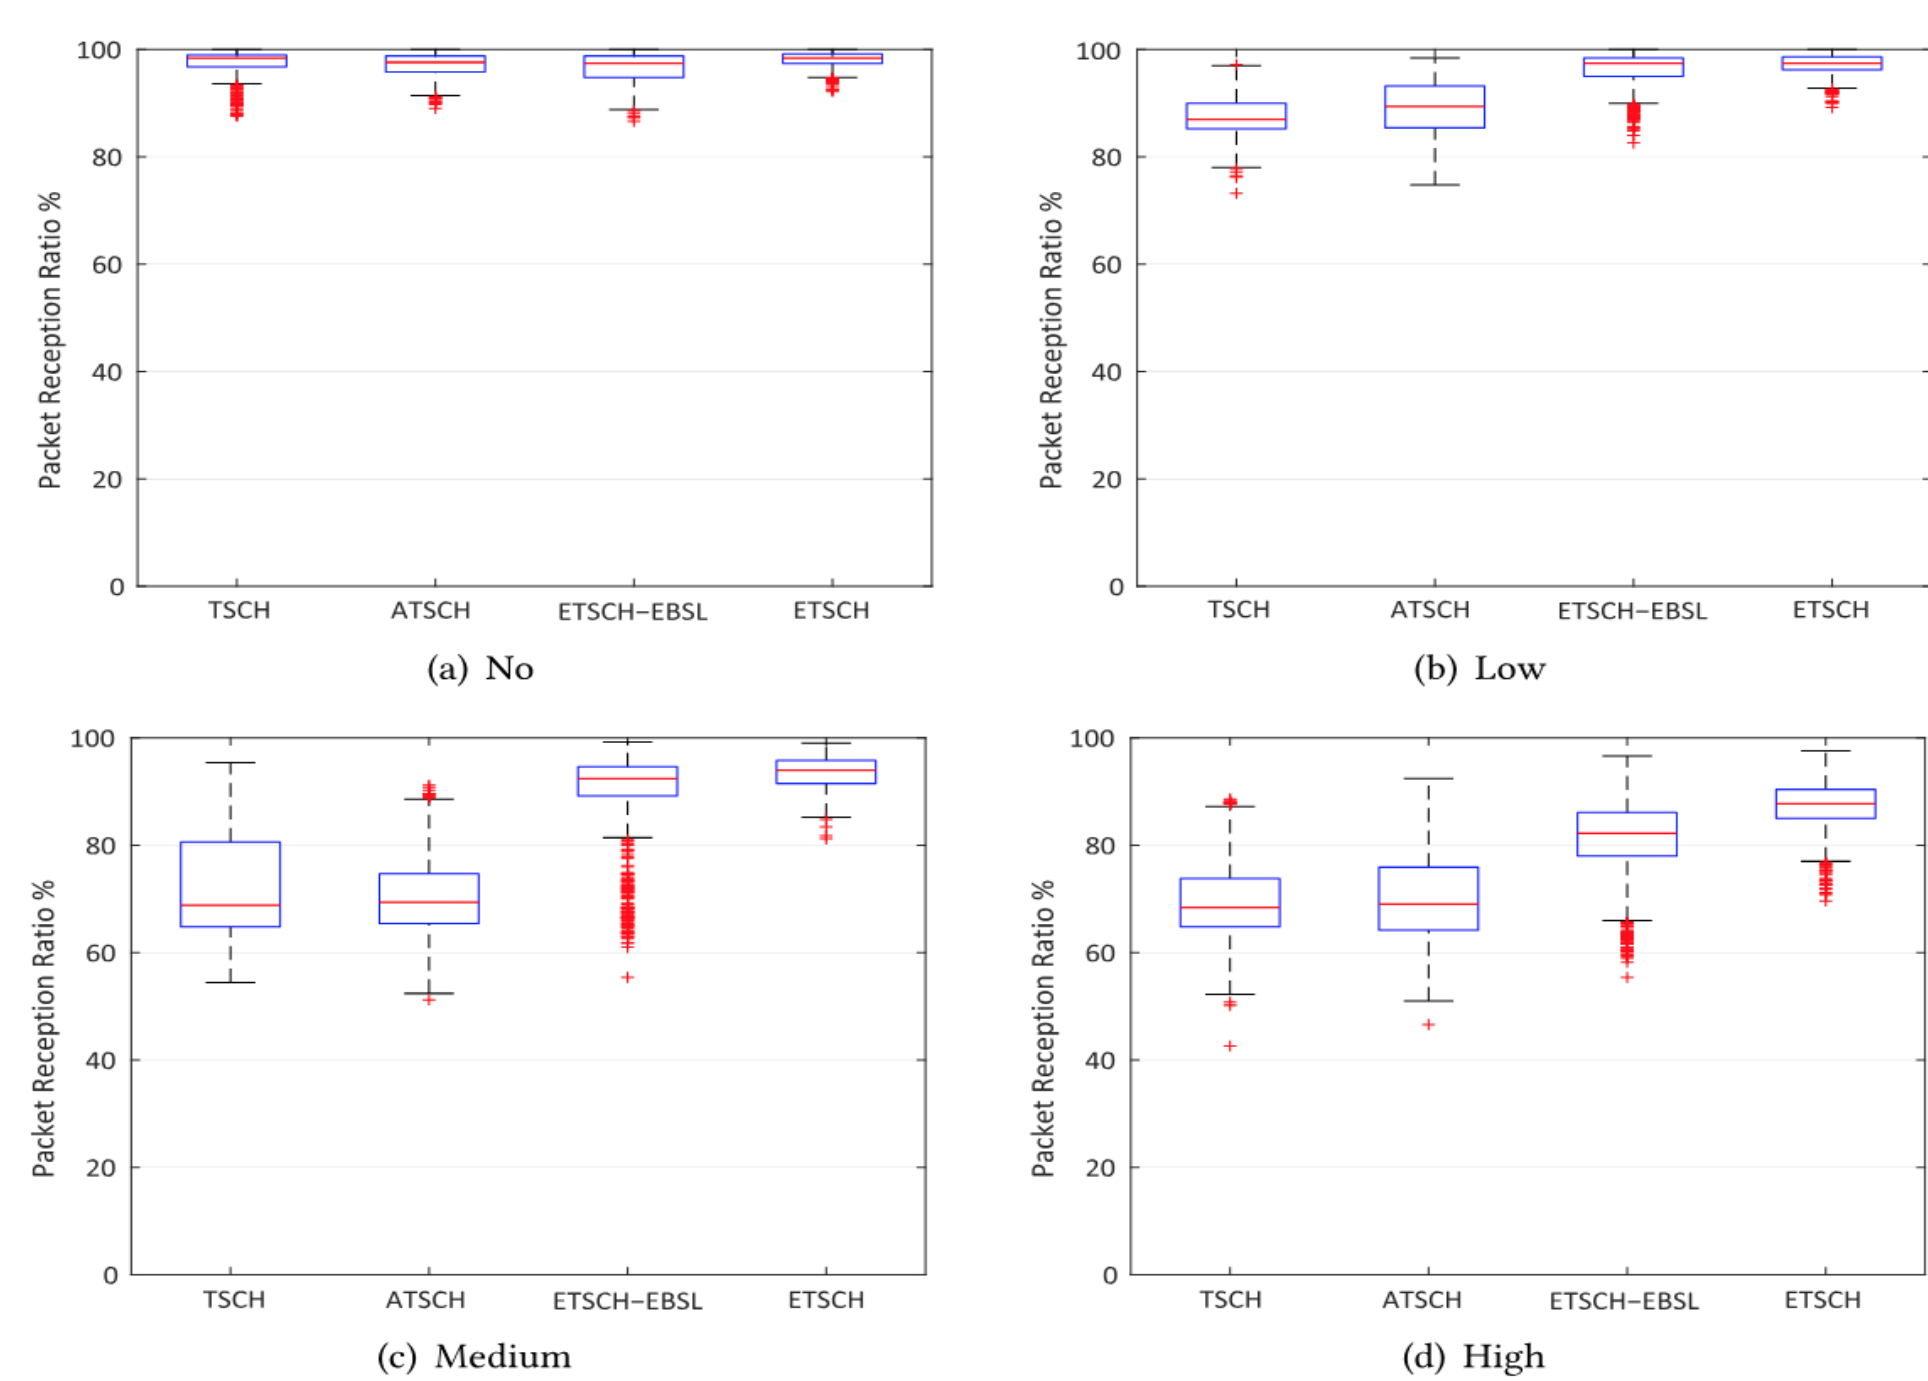 100
80
60
40
20
0
Packet Reception Ratio %
TSCH ATSCH ETSCH−EBSL ETSCH
(a) No
100
80
60
40
20
0
Packet Reception Ratio %
TSCH ATSCH ETSCH−EBSL ETSCH
(b) Low
100
80
60
40
20
0
Packet Reception Ratio %
TSCH ATSCH ETSCH−EBSL ETSCH
(c) Medium
100
80
60
40
20
0
Packet Reception Ratio %
TSCH ATSCH ETSCH−EBSL ETSCH
(d) High